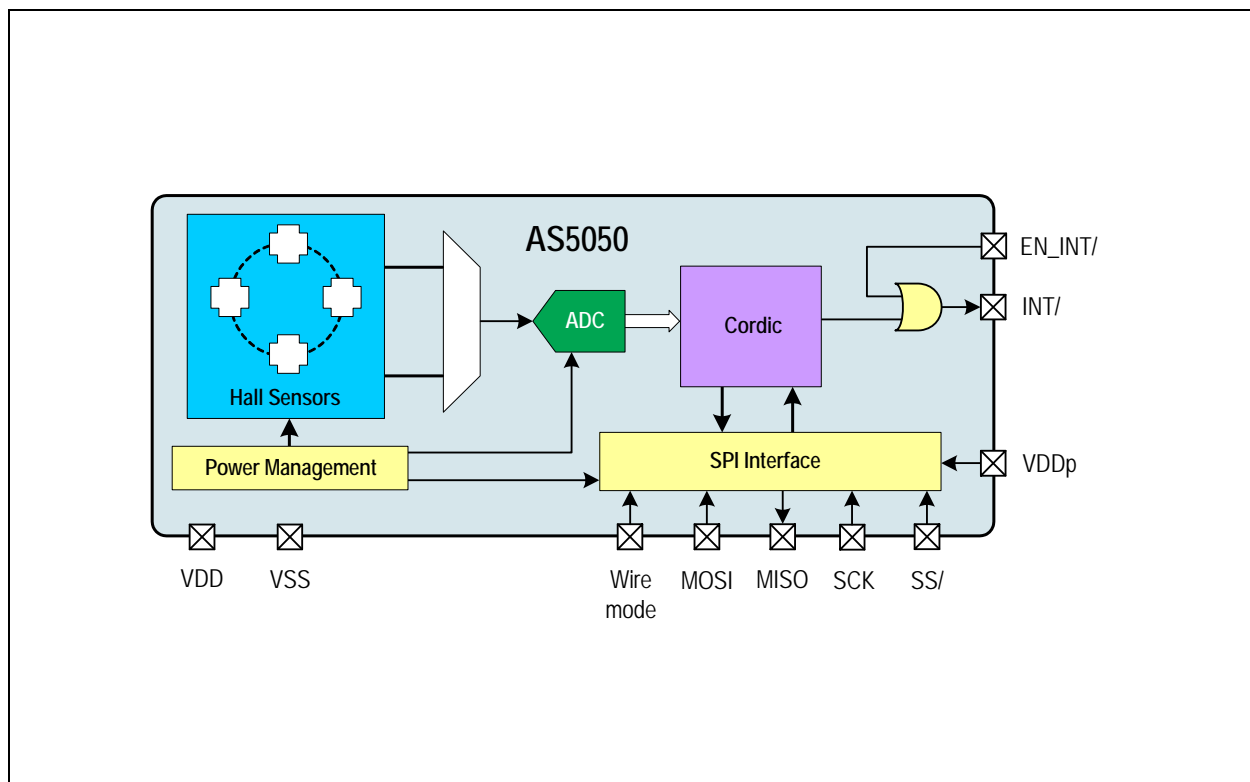 AS5050
EN_INT/
INT/
ADC
Cordic
Hall Sensors
Power Management
SPI Interface
VDDp
VDD
VSS
Wire
mode
MOSI
MISO
SCK
SS/